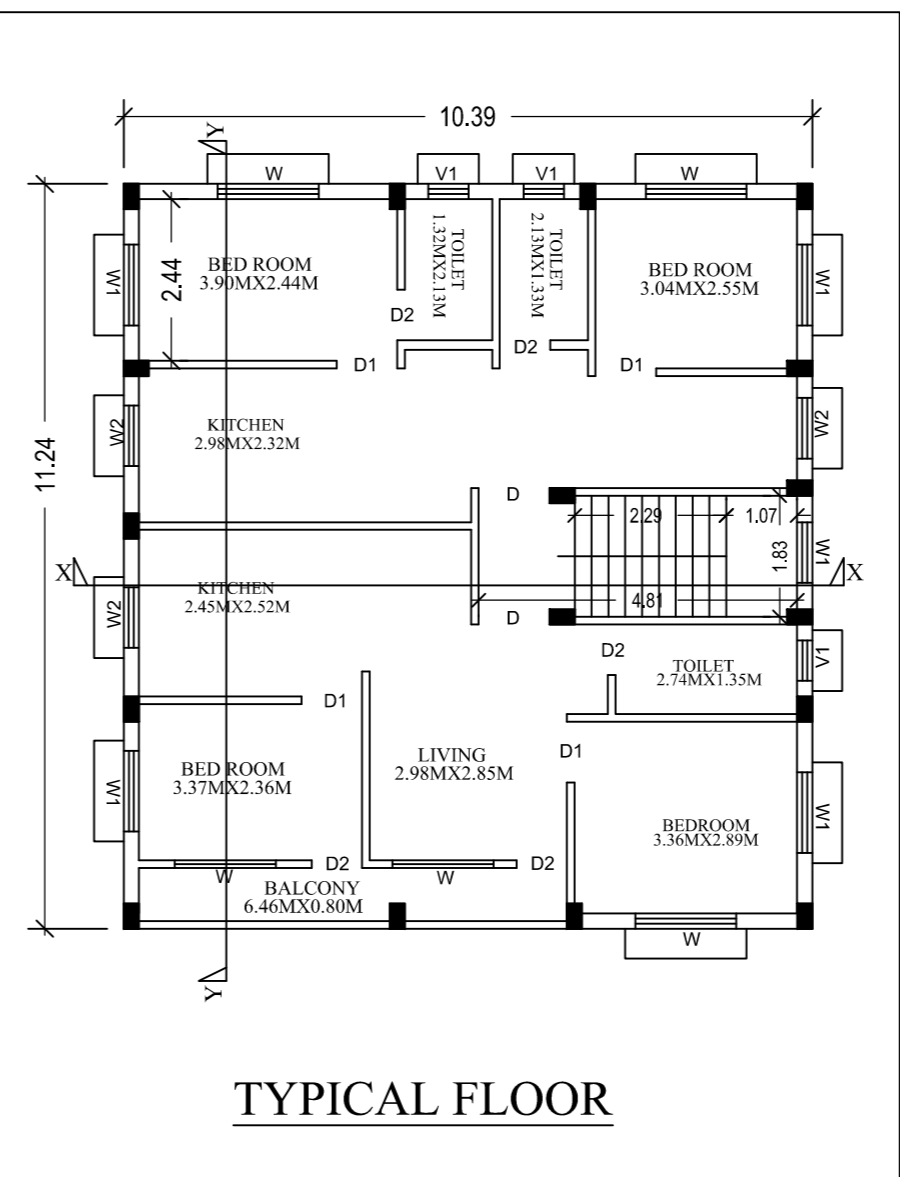 10.39
Y
W
V1
V1
W
11.24
W1
2.44
BED ROOM
3.90MX2.44M
TOILET
1.32MX2.13M
TOILET
2.13MX1.33M
BED ROOM
3.04MX2.55M
W1
D2
D2
D1
D1
KITCHEN
2.98MX2.32M
W2
W2
D
2.29
1.07
1.83
W1
X
X
KITCHEN
2.45MX2.52M
W2
4.81
D
D2
TOILET
2.74MX1.35M
V1
D1
D1
LIVING
2.98MX2.85M
BED ROOM
3.37MX2.36M
W1
W1
BEDROOM
3.36MX2.89M
D2
D2
W
W
BALCONY
6.46MX0.80M
W
Y
TYPICAL FLOOR